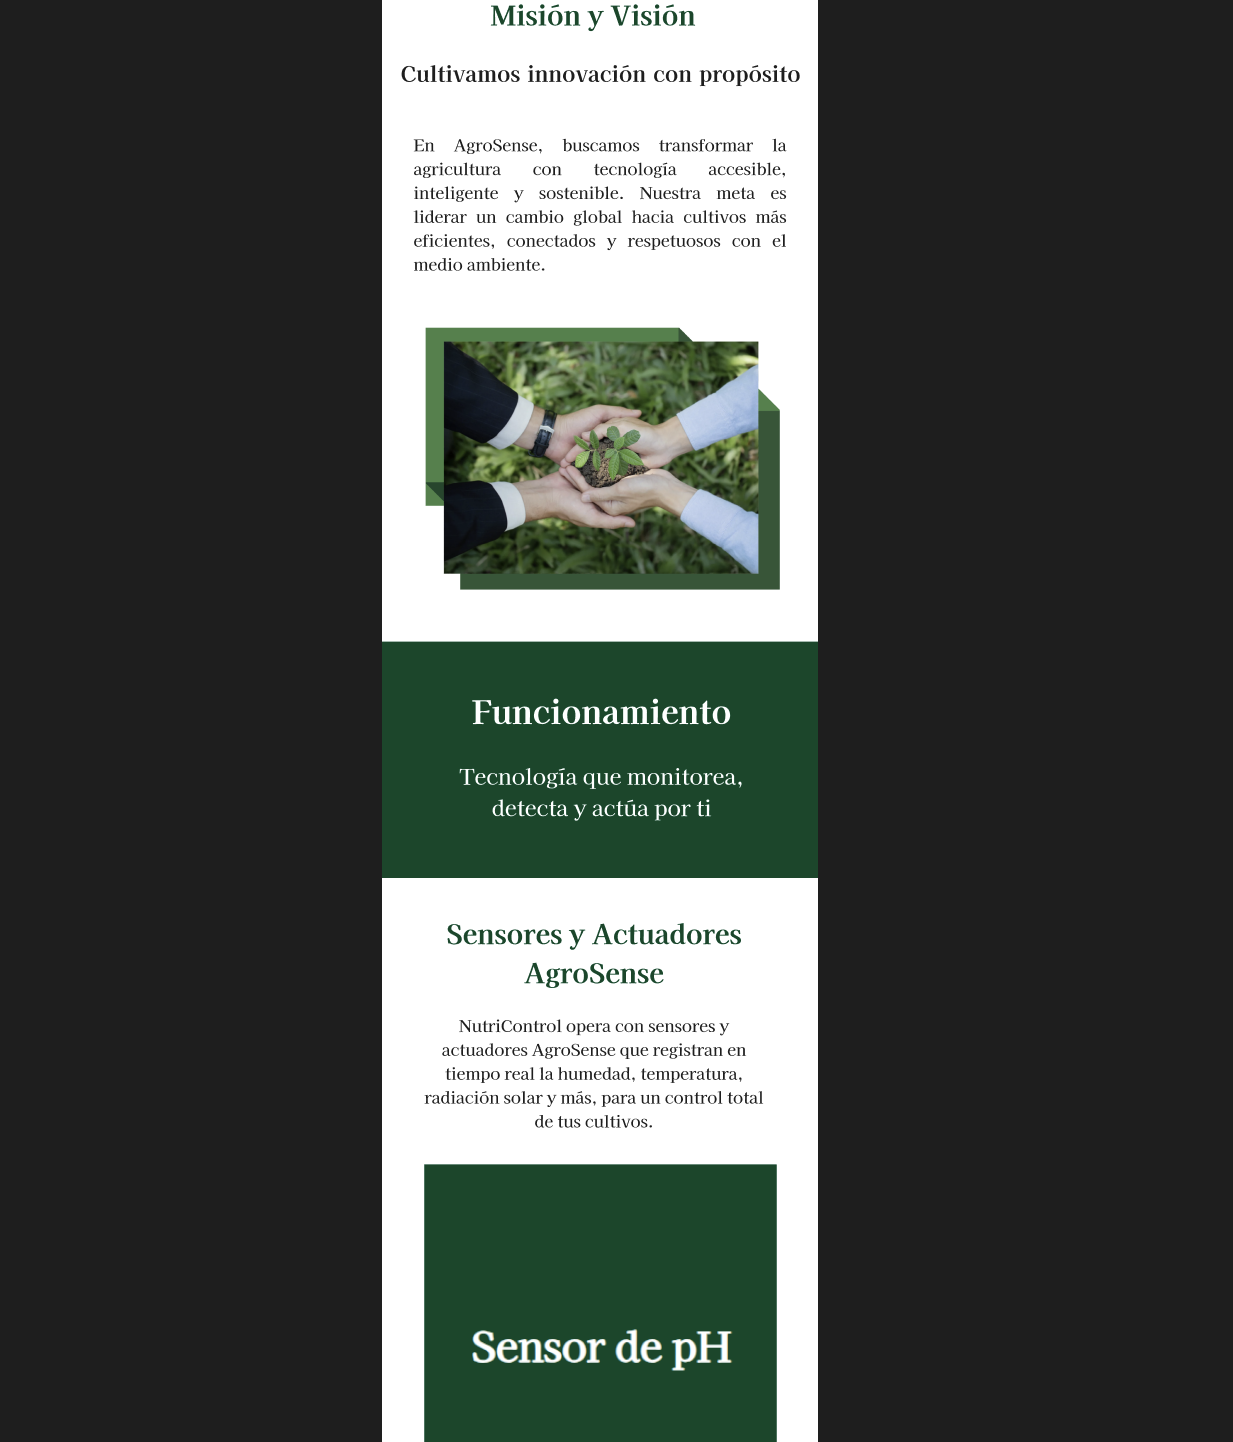 Misión y Visión
Cultivamos innovación con propósito
En AgroSense, buscamos transformar la
agricultura con tecnología accesible,
inteligente y sostenible. Nuestra meta es
liderar un cambio global hacia cultivos más
eficientes, conectados y respetuosos con el
medio ambiente.
Funcionamiento
Tecnología que monitorea,
detecta y actúa por ti
Sensores y Actuadores
AgroSense
NutriControl opera con sensores y
actuadores AgroSense que registran en
tiempo real la humedad, temperatura,
radiación solar y más, para un control total
de tus cultivos.
Sensor de pH